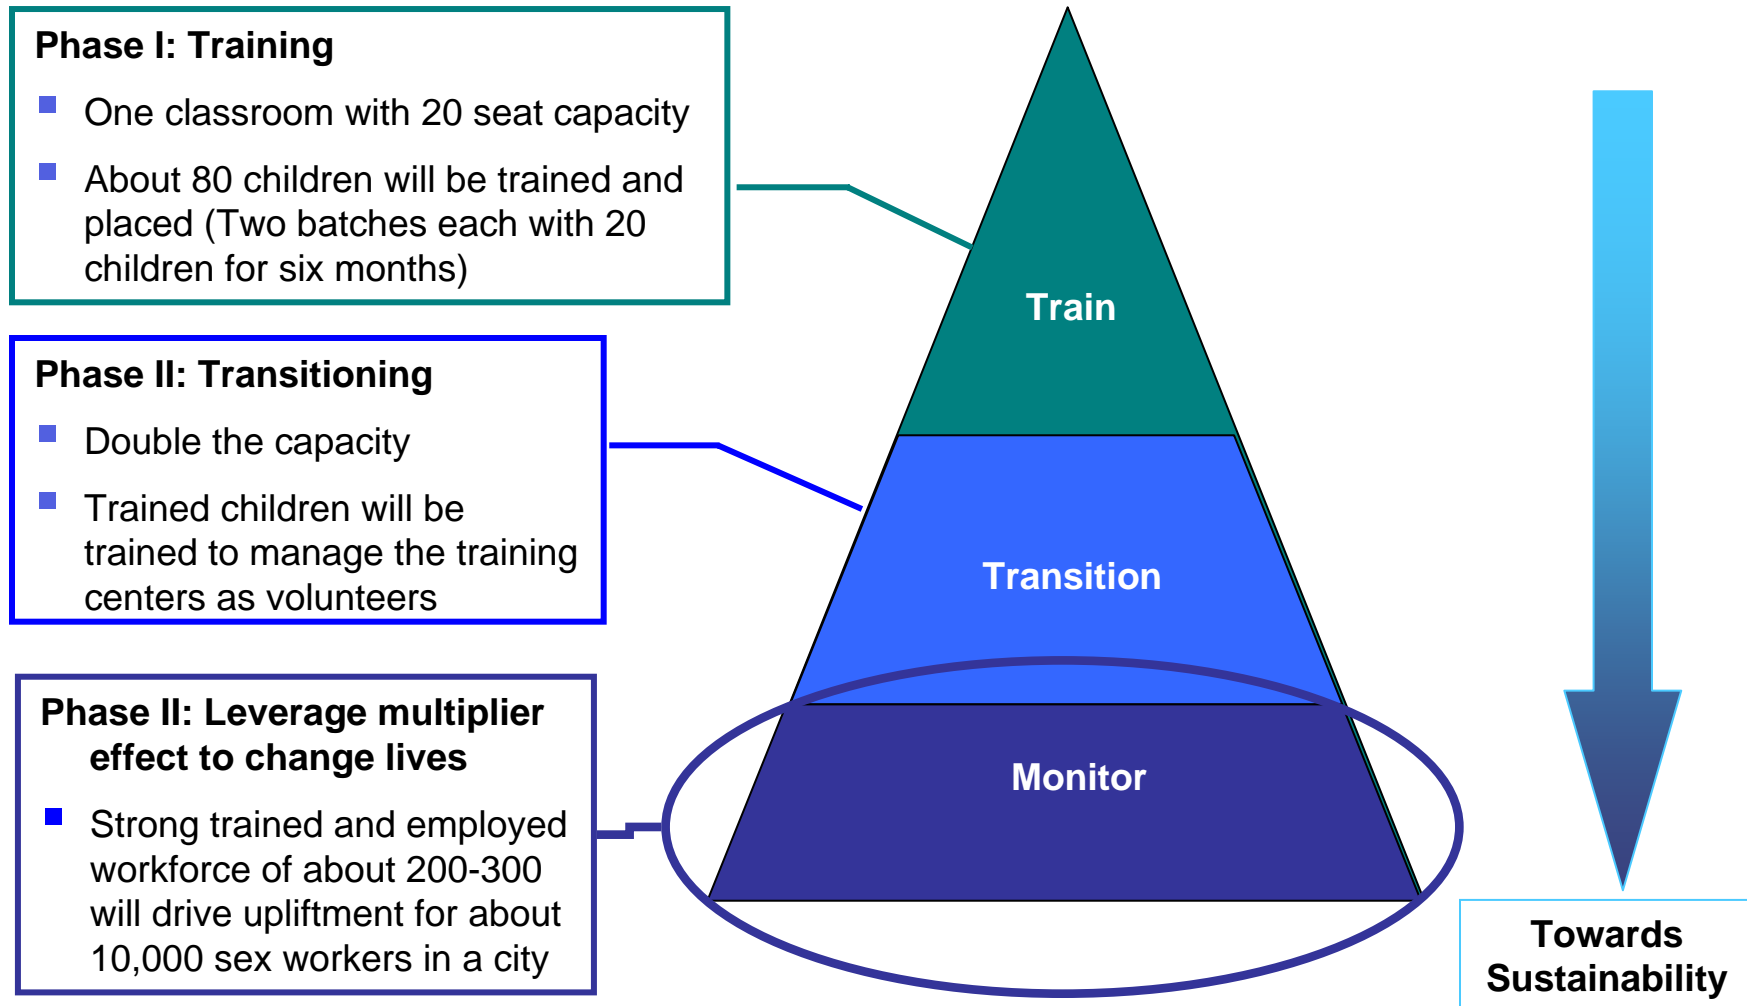 Phase I: Training
One classroom with 20 seat capacity
About 80 children will be trained and
placed (Two batches each with 20
children for six months)
Phase II: Transitioning
Double the capacity
Trained children will be
trained to manage the training
centers as volunteers
Phase II: Leverage multiplier
effect to change lives
Strong trained and employed
workforce of about 200-300
will drive upliftment for about
10,000 sex workers in a city
Train
Transition
Monitor
Towards
Sustainability